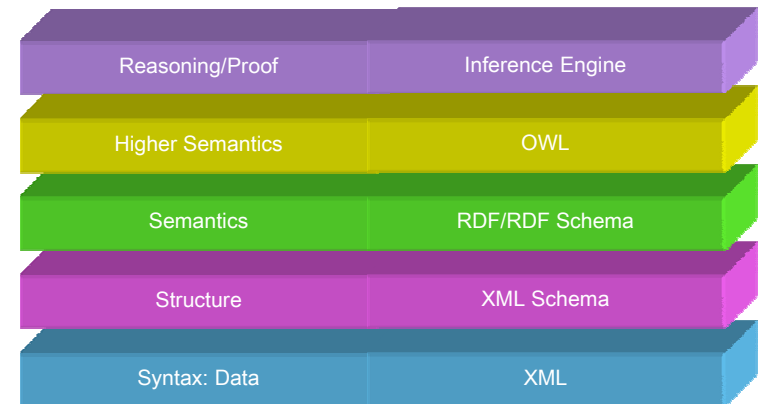 Reasoning/Proof Inference Engine
Higher Semantics OWL
Semantics RDF/RDF Schema
Structure XML Schema
Syntax: Data XML